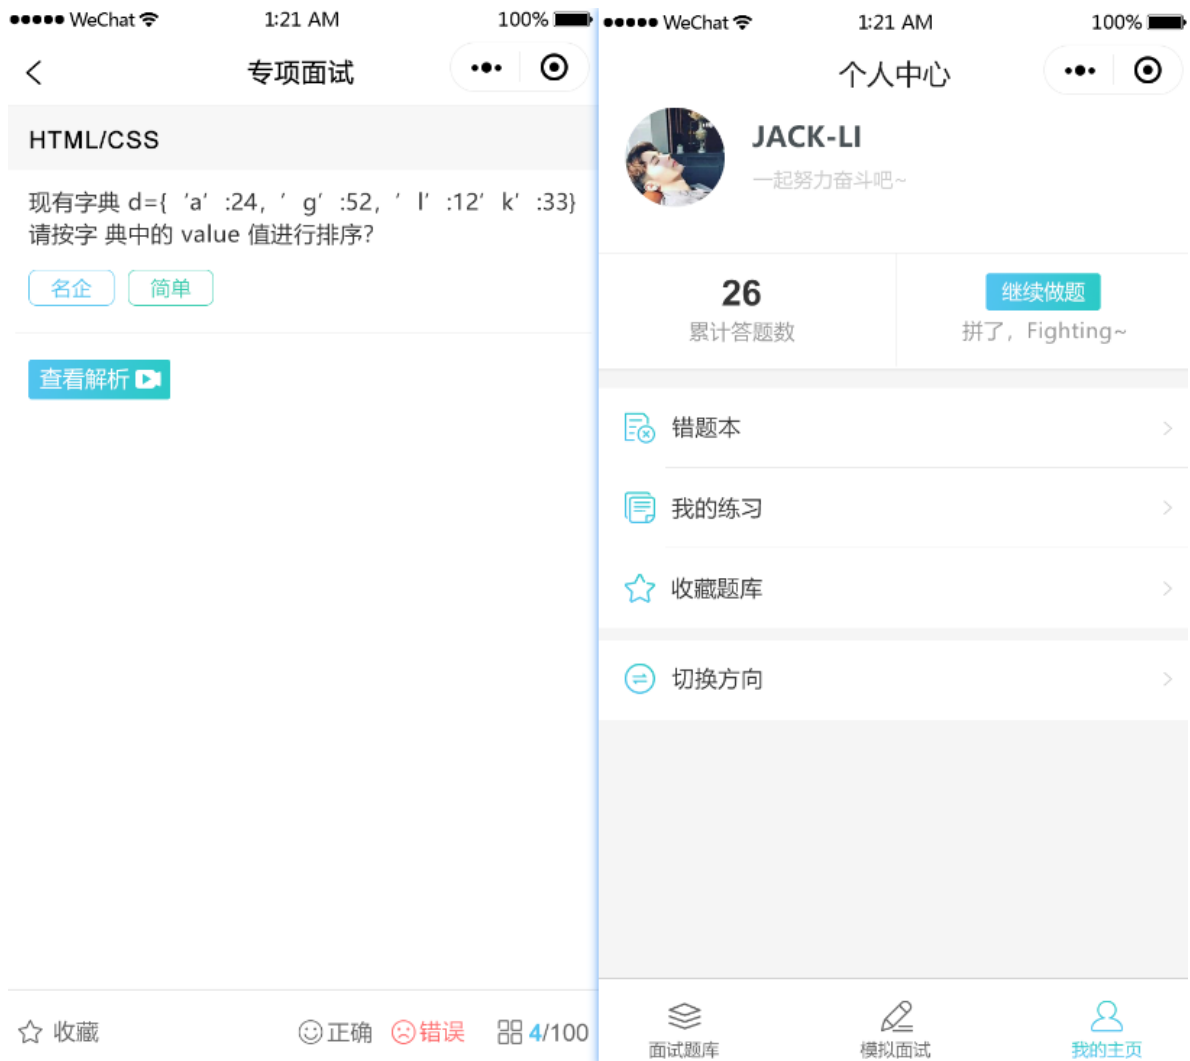 WeChat 1:21 AM 100%
专项面试
HTML/CSS
现有字典 d={‘a’:24,’g’:52,’l’:12’k’:33}
请按字 典中的 value 值进行排序?
名企 简单
查看解析
收藏 正确 错误 4/100
WeChat 1:21 AM 100%
个人中心
JACK-LI
一起努力奋斗吧~
26 继续做题
累计答题数 拼了，Fighting~
错题本
我的练习
收藏题库
切换方向
面试题库 模拟面试 我的主页